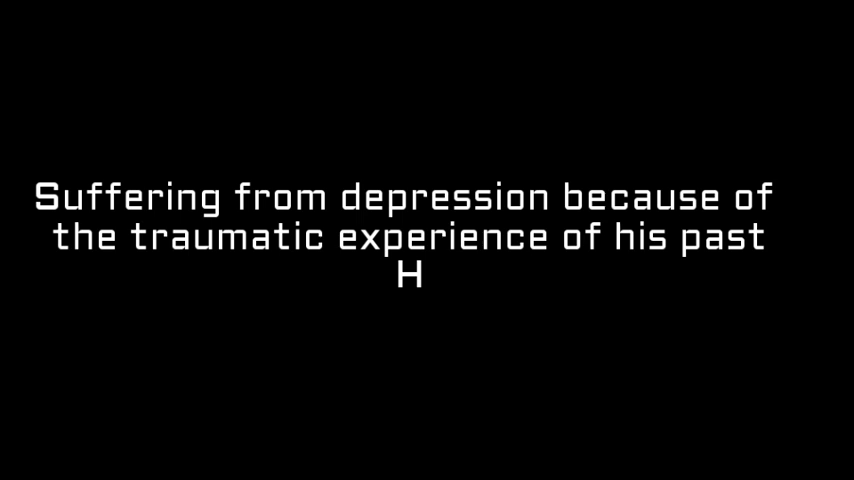 Suffering from depression because of
the traumatic experience of his past
H